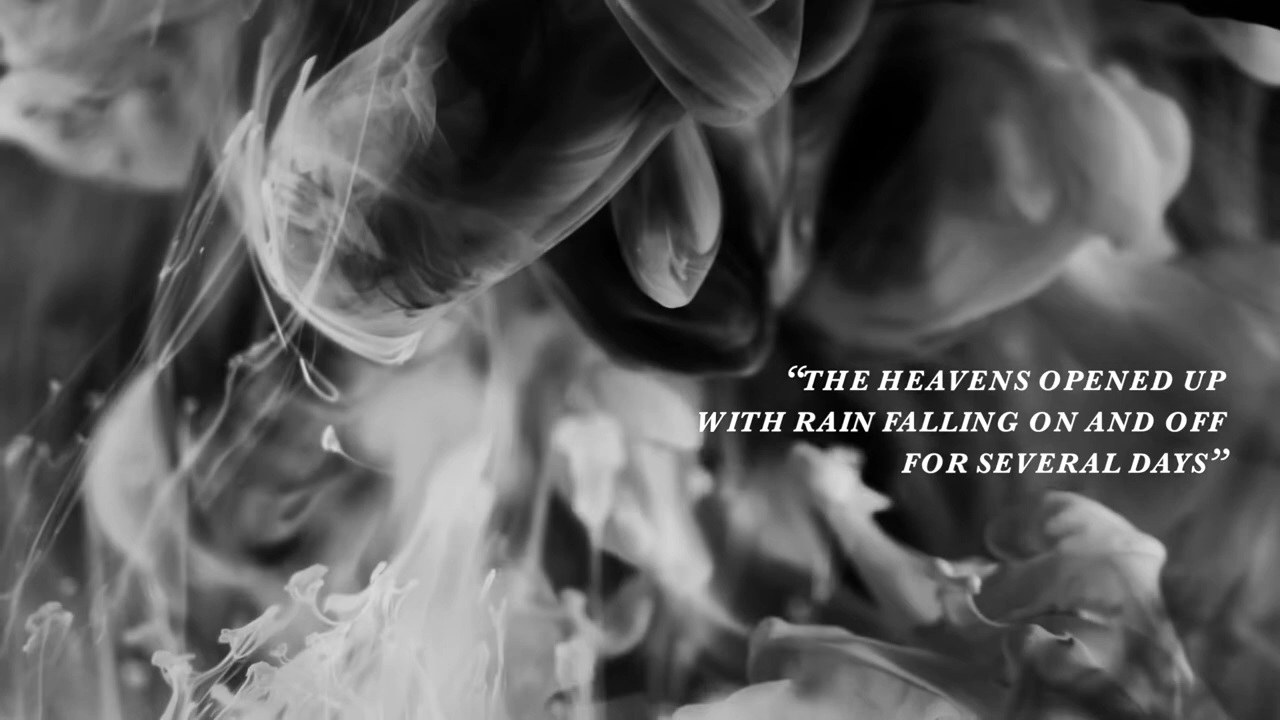 “THE HEAVENS OPENED UP
WITH RAIN FALLING ON AND OFF
FOR SEVERAL DAYS”